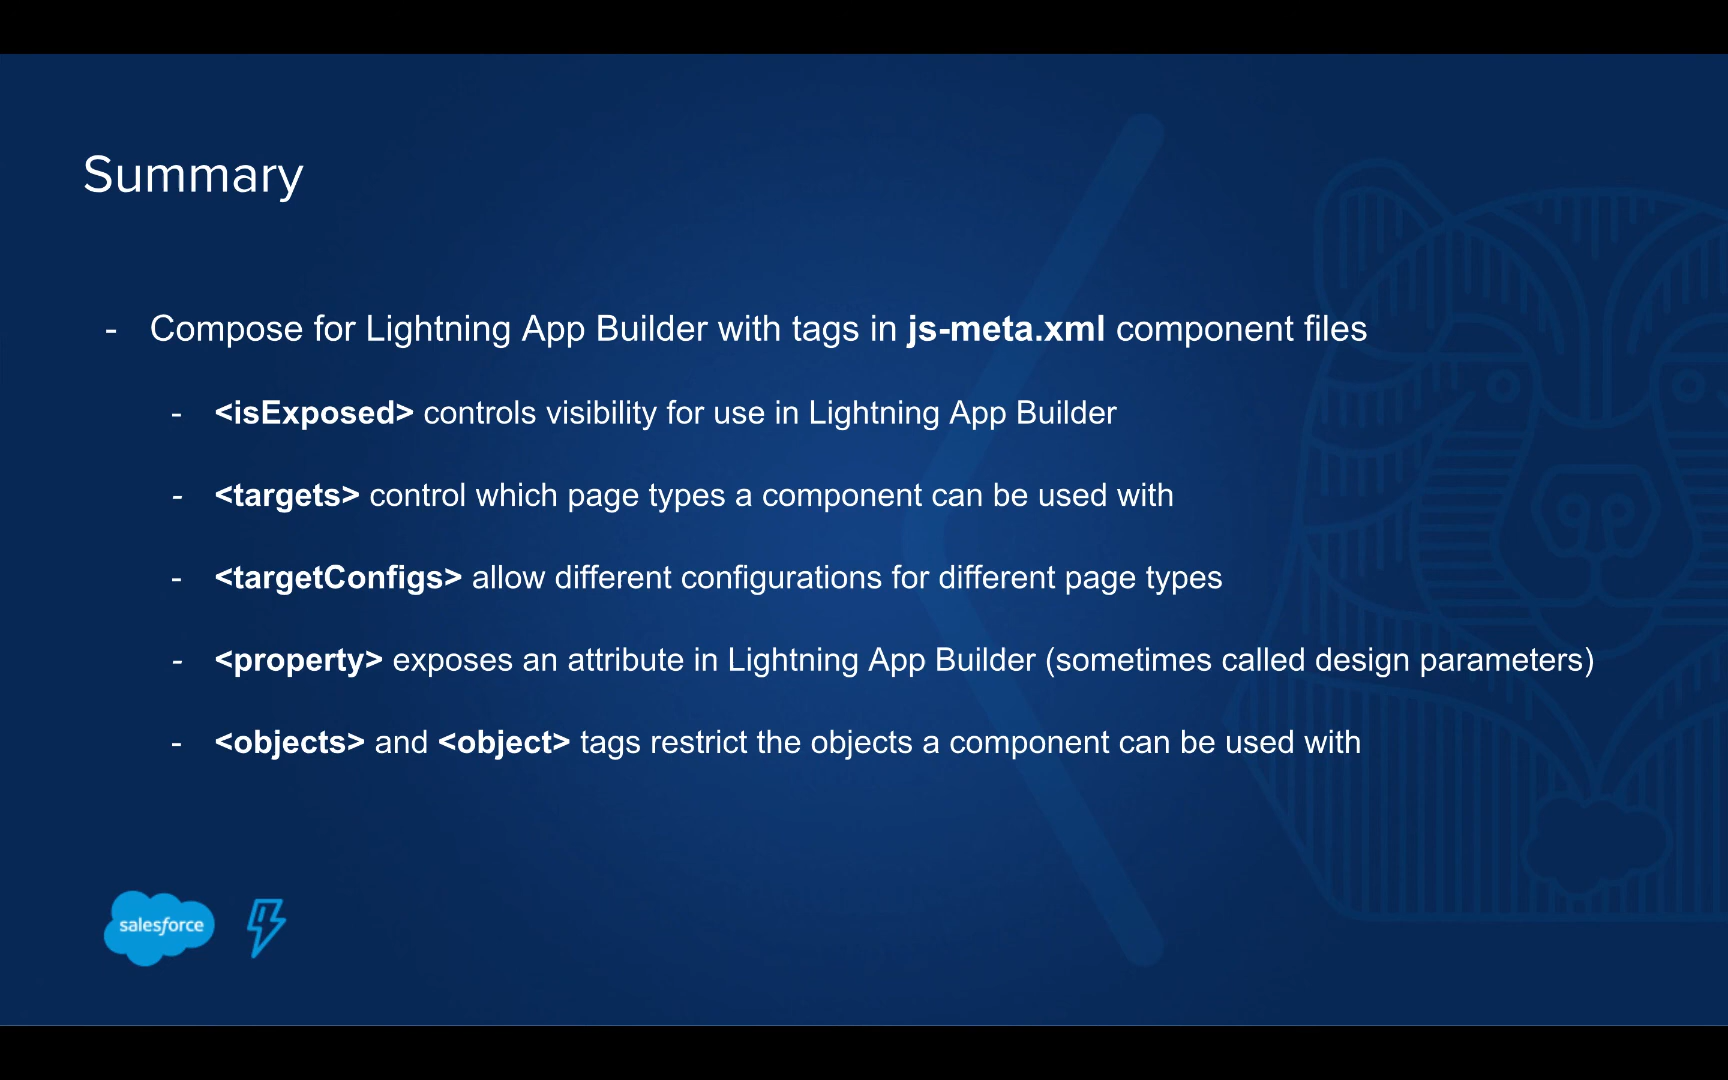 Summary
- Compose for Lightning App Builder with tags in js-meta.xml component files
- <isExposed> controls visibility for use in Lightning App Builder
- <targets> control which page types a component can be used with
- <targetConfigs> allow different configurations for different page types
- <property> exposes an attribute in Lightning App Builder (sometimes called design parameters)
- <objects> and <object> tags restrict the objects a component can be used with
salesforce